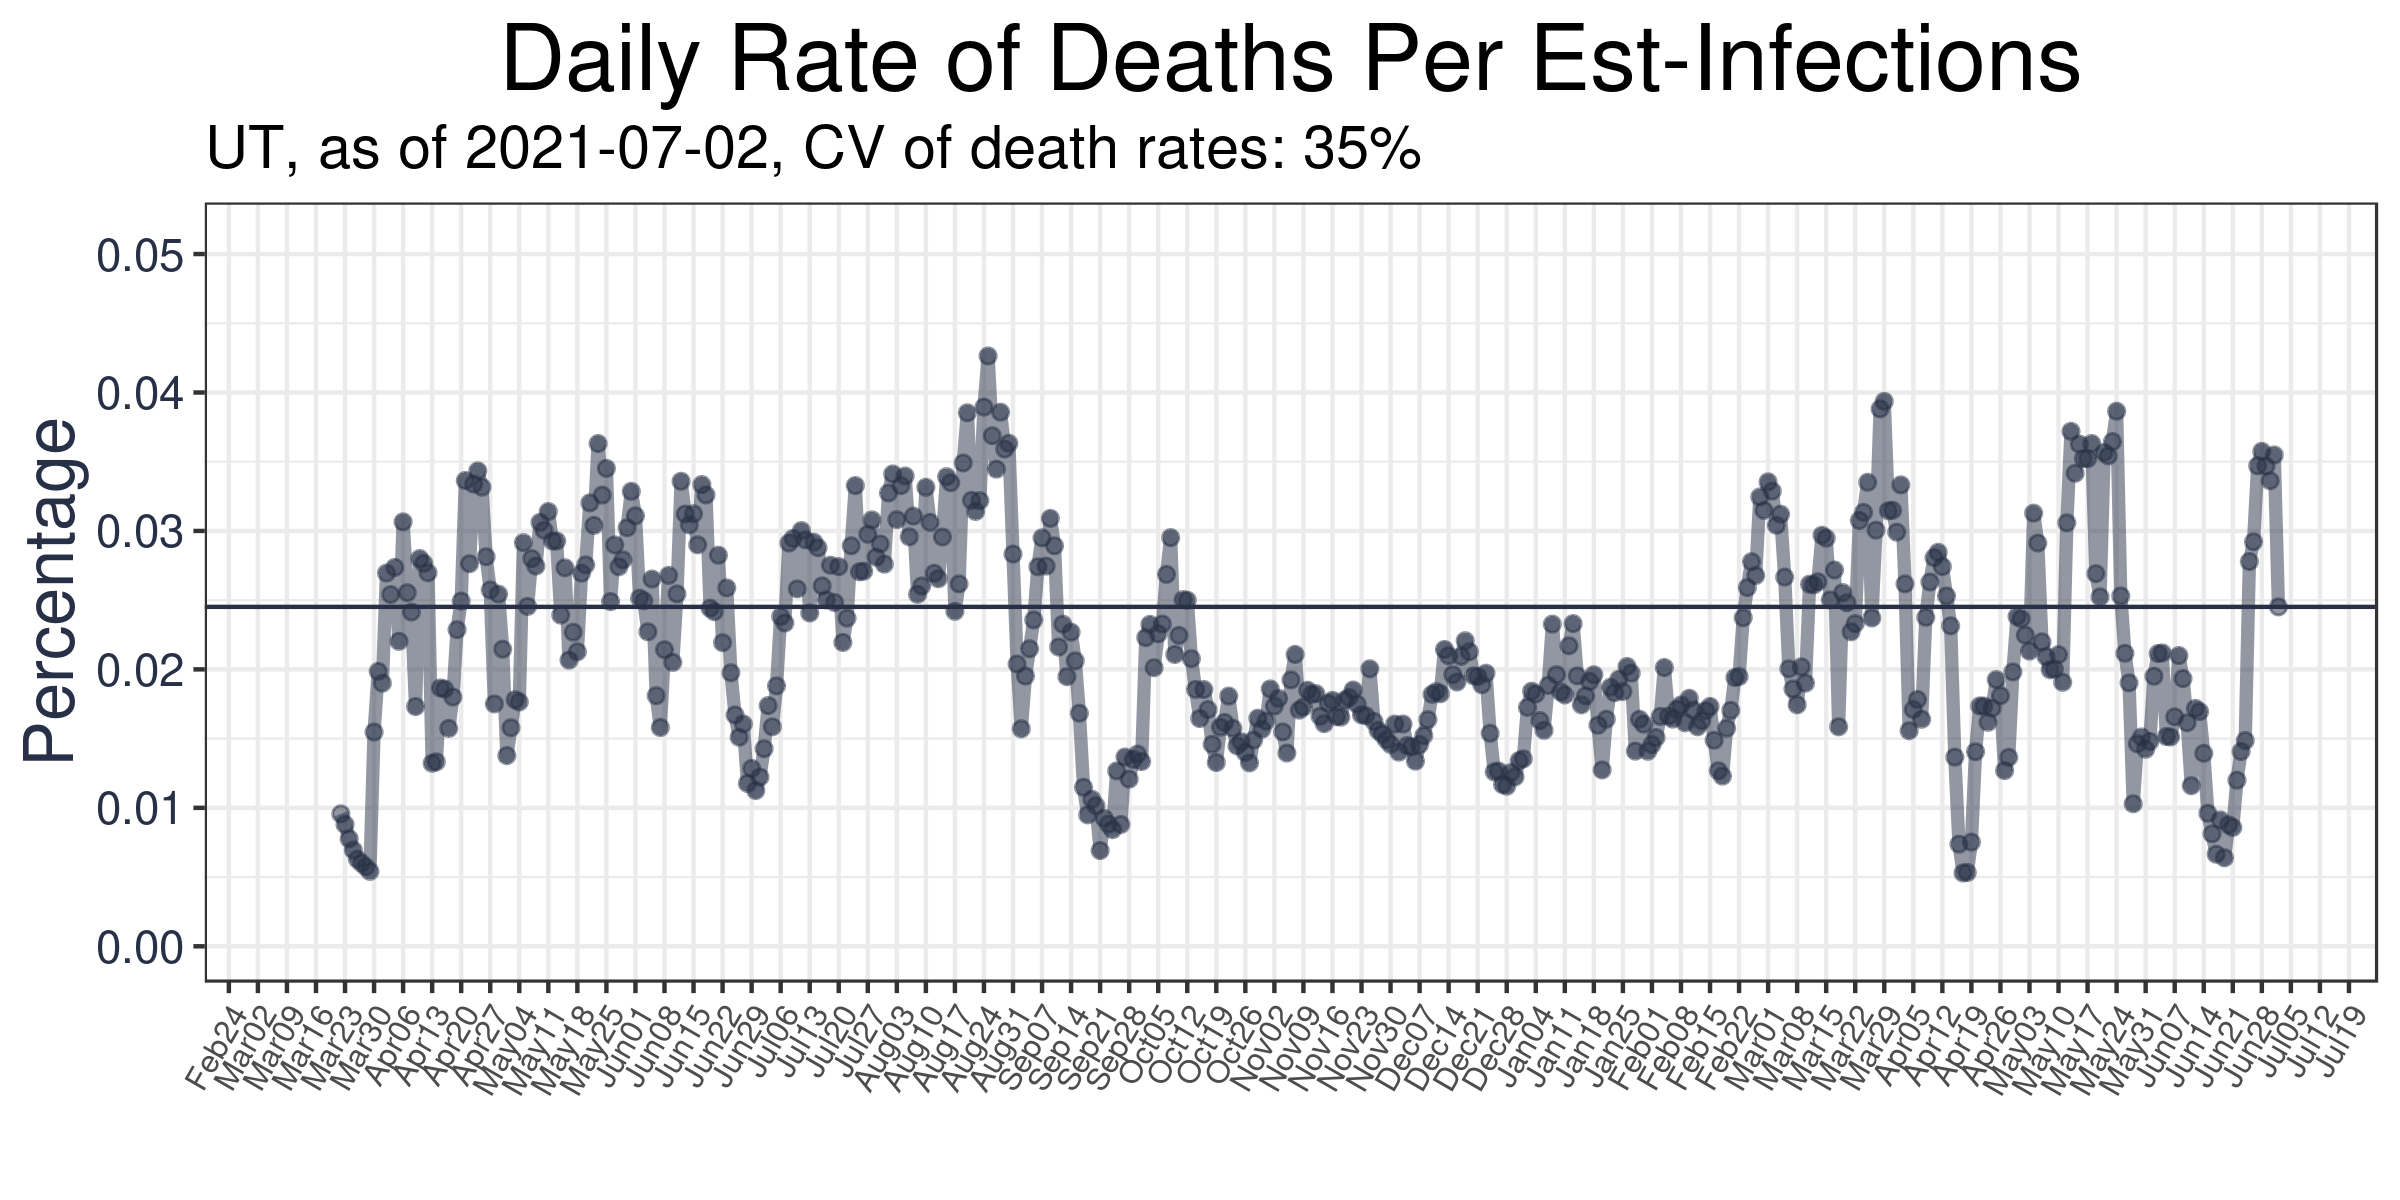 Daily Rate of Deaths Per Est-Infections
UT, as of 2021-07-02, CV of death rates: 35%
Percentage
0.05
0.04
0.03
0.02
0.01
0.00
Feb24
Mar02
Mar09
Mar16
Mar23
Mar30
Apr06
Apr13
Apr20
Apr27
May04
May11
May18
May25
Jun01
Jun08
Jun15
Jun22
Jun29
Jul06
Jul13
Jul20
Jul27
Aug03
Aug10
Aug17
Aug24
Aug31
Sep07
Sep14
Sep21
Sep28
Oct05
Oct12
Oct19
Oct26
Nov02
Nov09
Nov16
Nov23
Nov30
Dec07
Dec14
Dec21
Dec28
Jan04
Jan11
Jan18
Jan25
Feb01
Feb08
Feb15
Feb22
Mar01
Mar08
Mar15
Mar22
Mar29
Apr05
Apr12
Apr19
Apr26
May03
May10
May17
May24
May31
Jun07
Jun14
Jun21
Jun28
Jul05
Jul12
Jul19